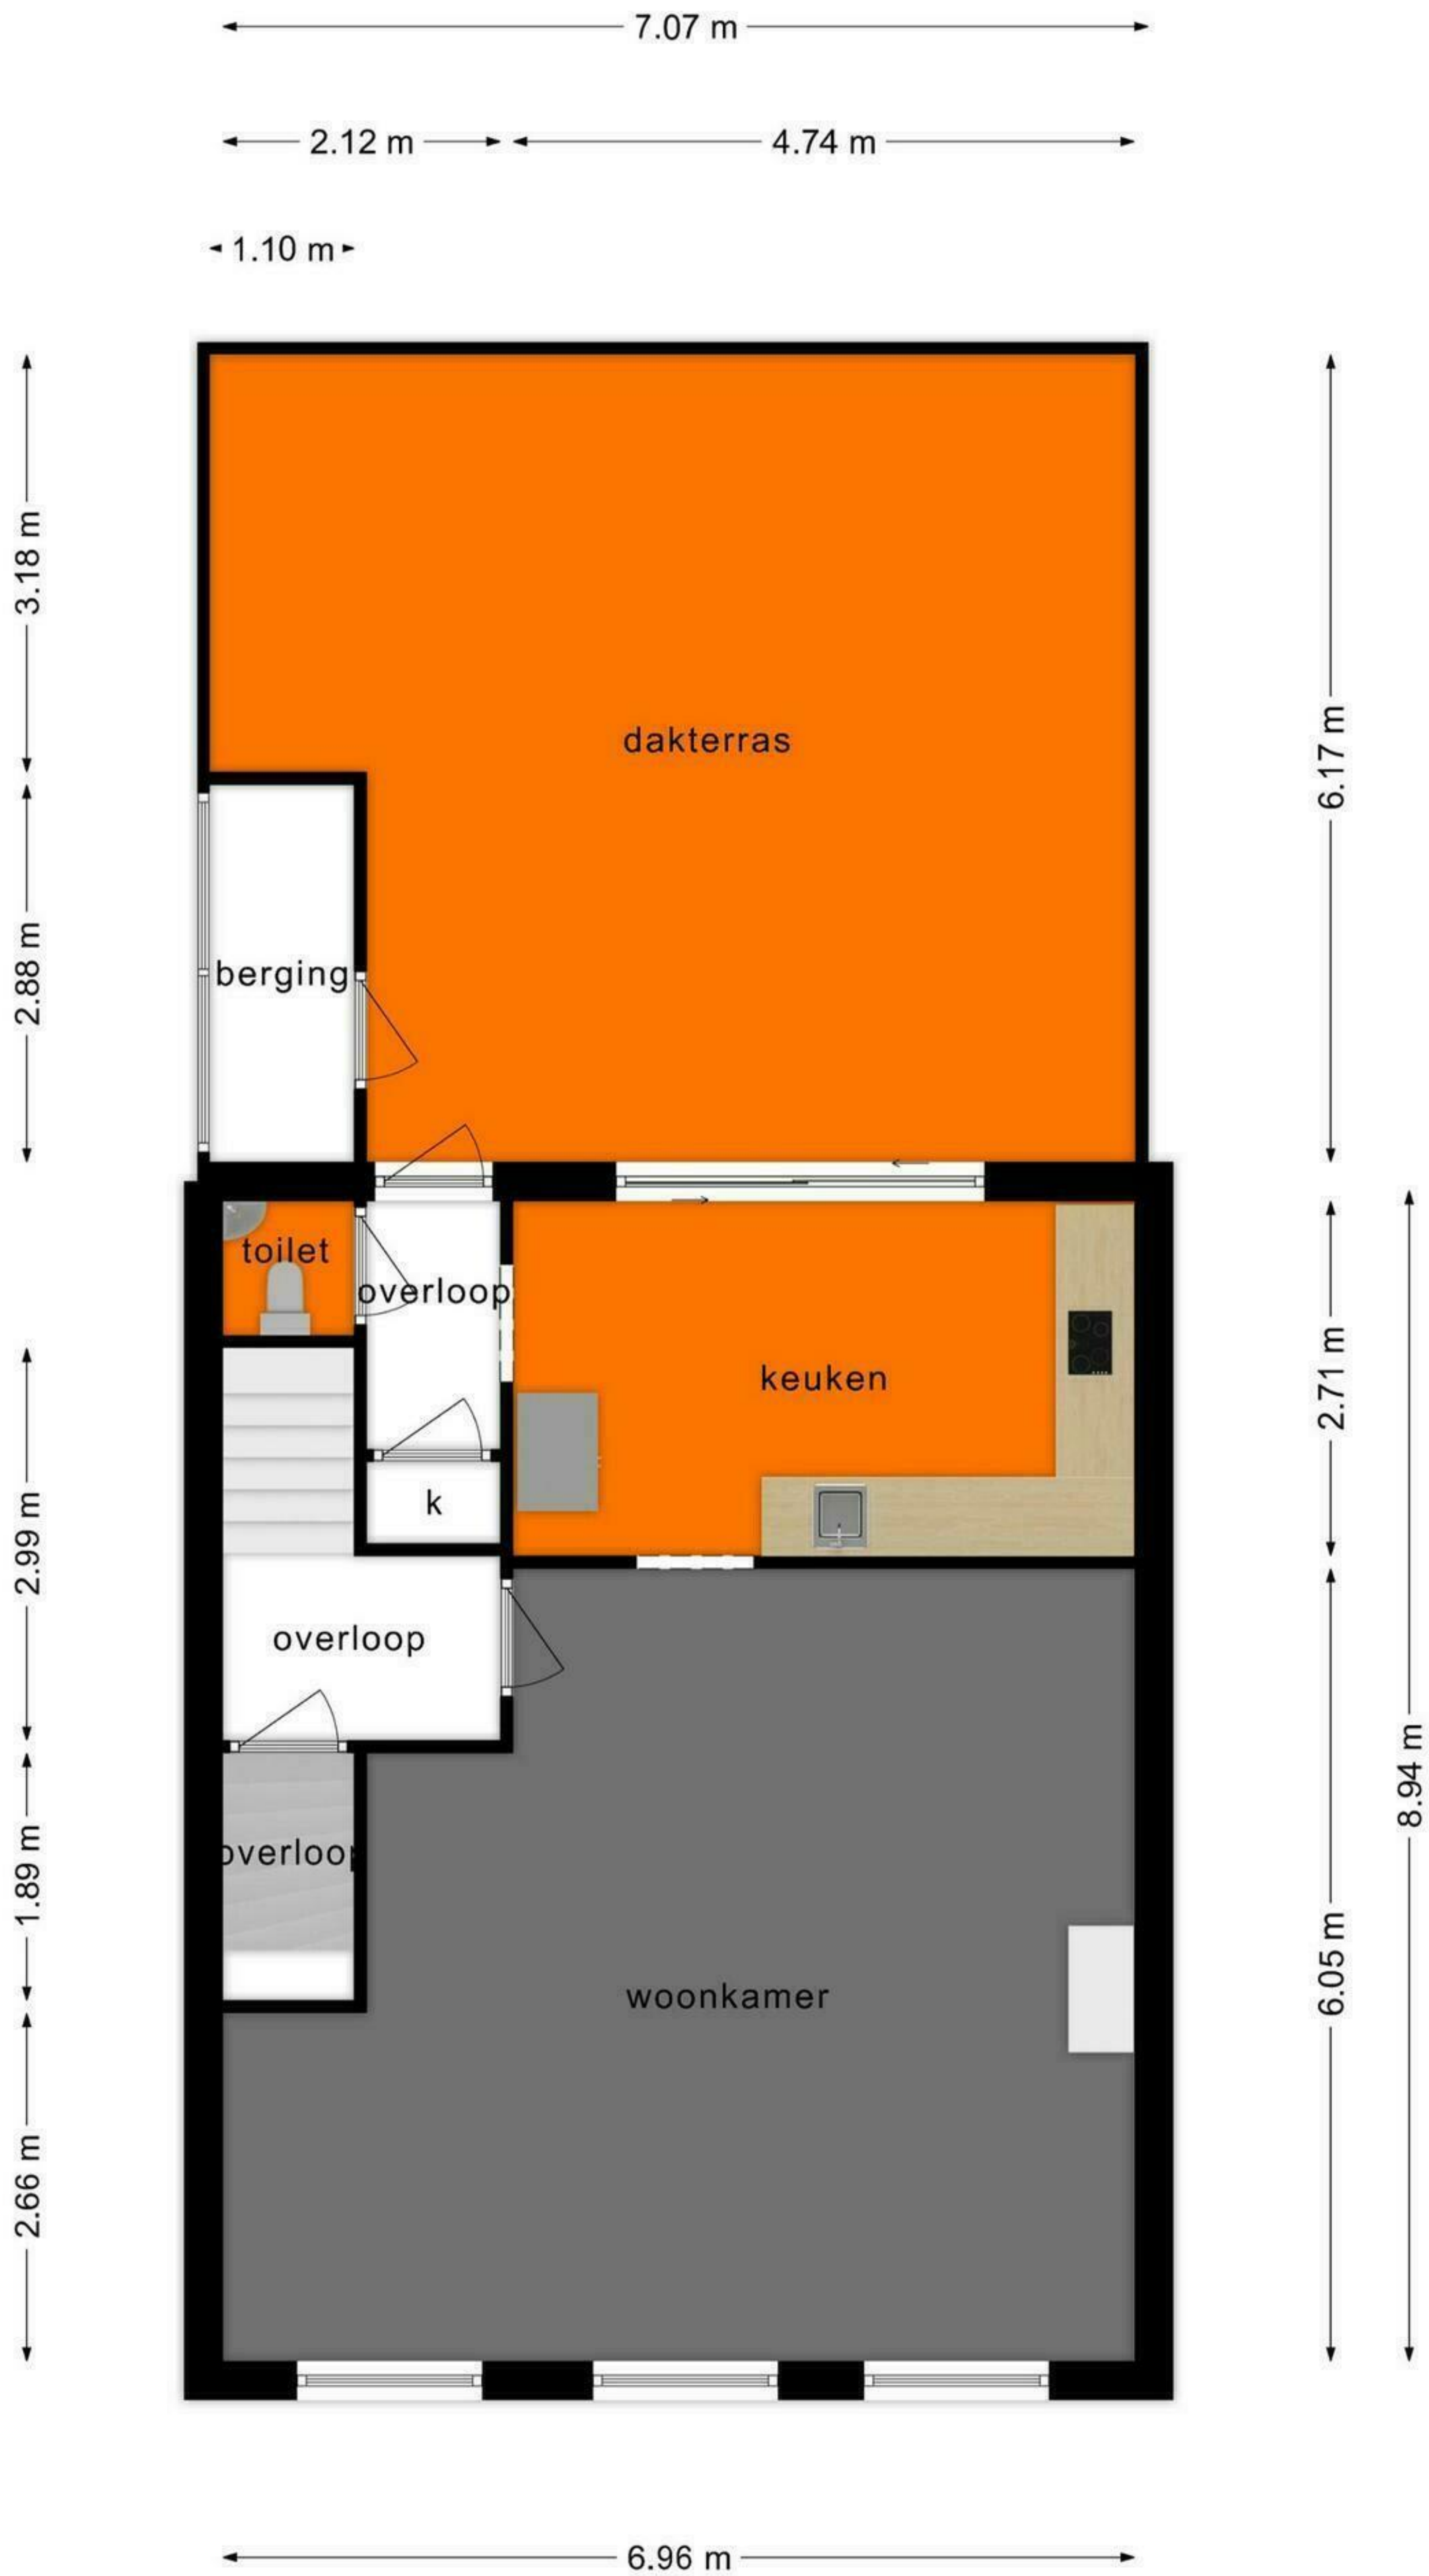 7.07 m
2.12 m
4.74 m
1.10 m
3.18 m
6.17 m
dakterras
2.88 m
berging
toilet
overloop
2.71 m
keuken
k
2.99 m
overloop
8.94 m
1.89 m
overloop
6.05 m
woonkamer
2.66 m
6.96 m